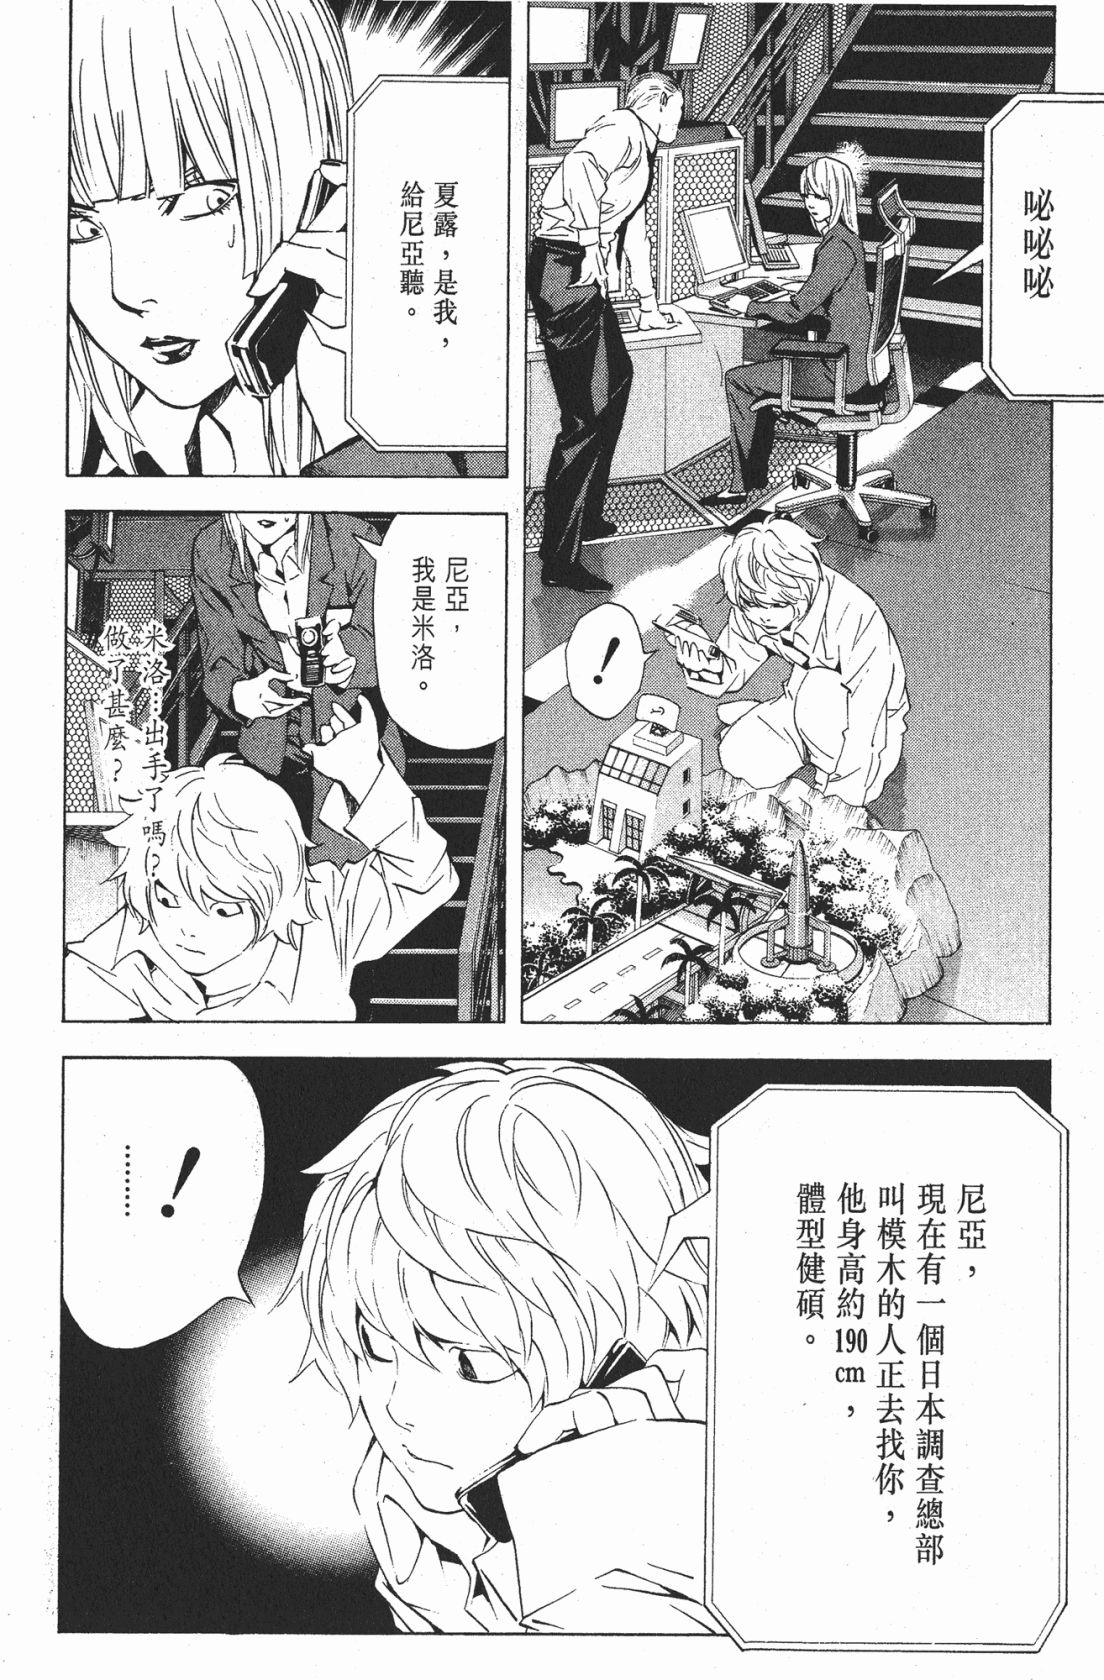 咇咇咇
！
夏露，是我，
給尼亞聽。
尼亞，
我是米洛。
米洛…出手了嗎？
做了甚麼？
尼亞，
現在有一個日本調查總部
叫模木的人正去找你，
他身高約190cm，
體型健碩。
！
………